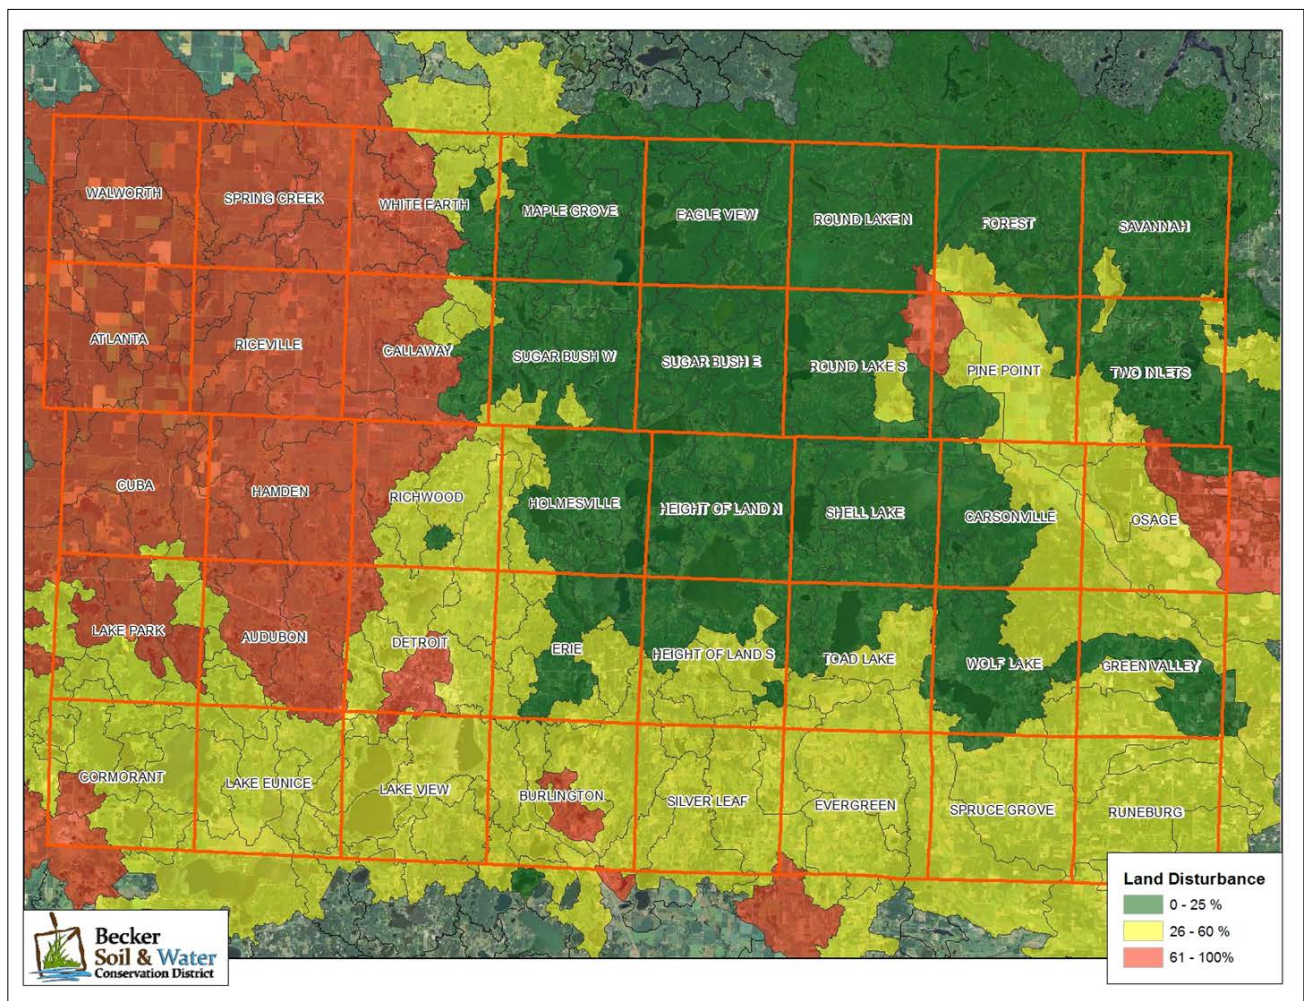 WALWORTH
SPRING CREEK
WHITE EARTH
MAPLE GROVE
EAGLE VIEW
ROUND LAKE N
FOREST
SAVANNAH
ATLANTA
RICEVILLE
CALLAWAY
SUGAR BUSH W
SUGAR BUSH E
ROUND LAKE S
PINE POINT
TWO INLETS
CUBA
HAMDEN
RICHWOOD
HOLMESVILLE
HEIGHT OF LAND N
SHELL LAKE
CARSONVILLE
OSAGE
LAKE PARK
AUDUBON
DETROIT
ERIE
HEIGHT OF LAND S
TOAD LAKE
WOLF LAKE
GREEN VALLEY
CORMORANT
LAKE EUNICE
LAKE VIEW
BURLINGTON
SILVER LEAF
EVERGREEN
SPRUCE GROVE
RUNEBURG
Land Disturbance
0 - 25 %
26 - 60 %
61 - 100%
Becker
Soil & Water
Conservation District